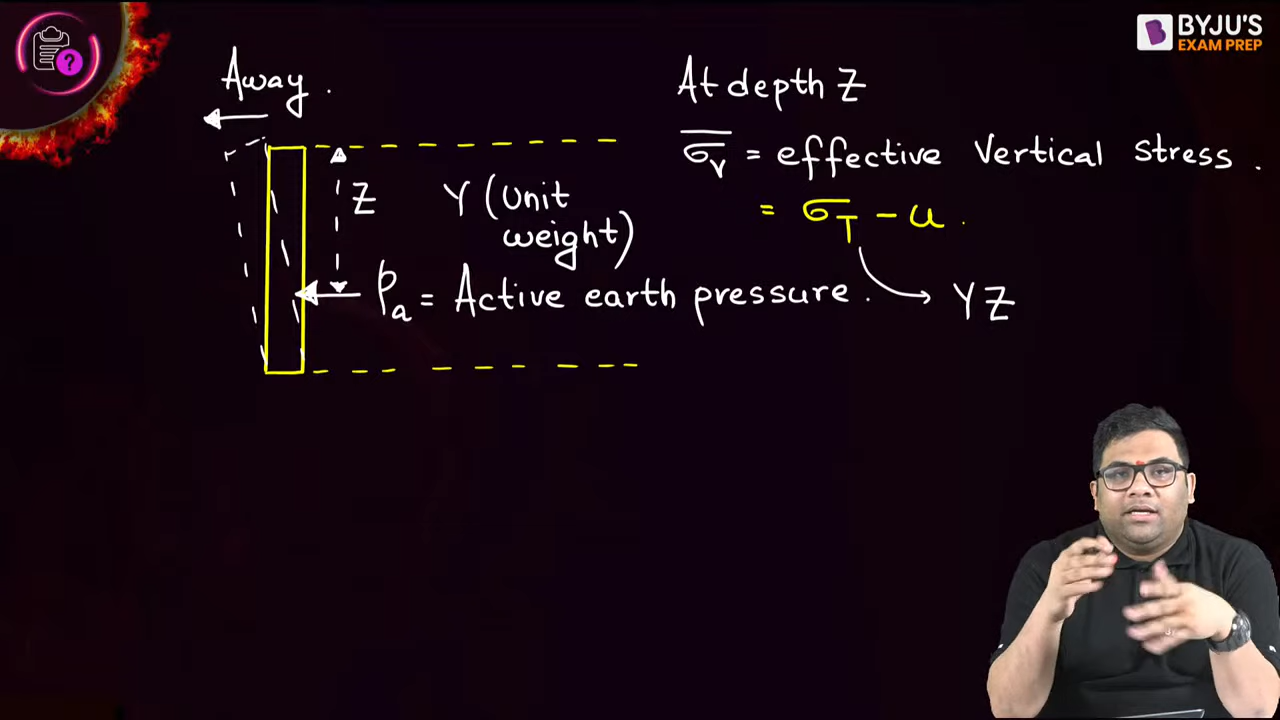 BYJU'S
EXAM PREP
Away.
At depth Z
σ̅v = effective Vertical stress.
= σT - u.
Z
γ (Unit
weight)
Pa = Active earth pressure.
γZ